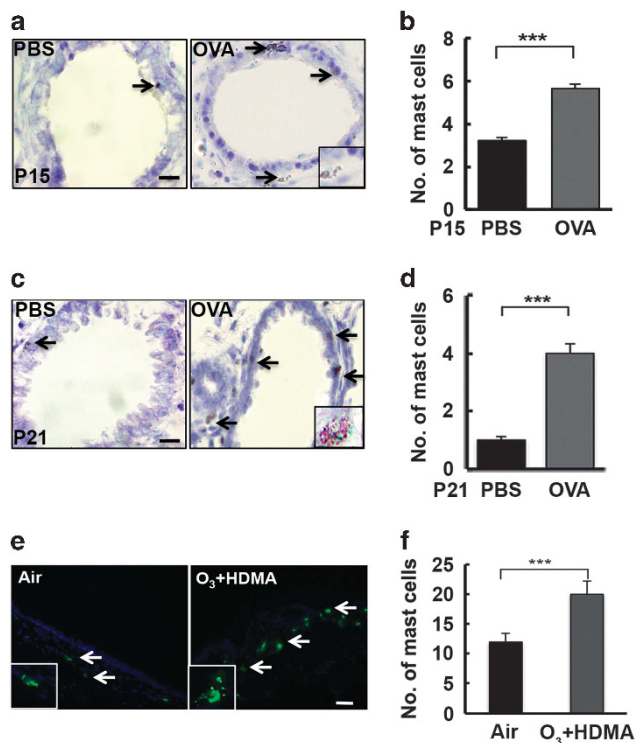 a
PBS
OVA
P15
b
***
No. of mast cells
8
6
4
2
0
P15 PBS OVA
c
PBS
OVA
P21
d
***
No. of mast cells
6
4
2
0
P21 PBS OVA
e
Air
O₃+HDMA
f
***
No. of mast cells
25
20
15
10
5
0
Air O₃+HDMA